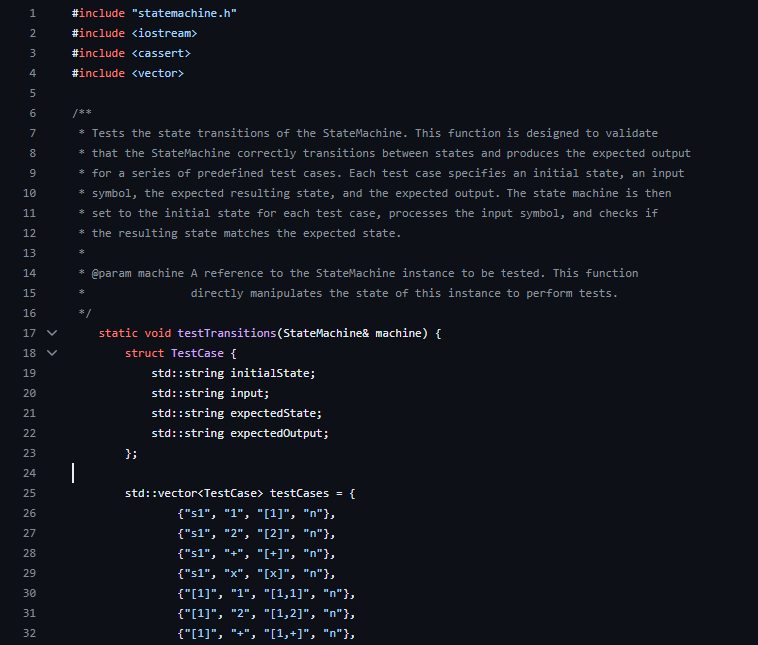 1 #include "statemachine.h"
2 #include <iostream>
3 #include <cassert>
4 #include <vector>
5
6 /**
7 * Tests the state transitions of the StateMachine. This function is designed to validate
8 * that the StateMachine correctly transitions between states and produces the expected output
9 * for a series of predefined test cases. Each test case specifies an initial state, an input
10 * symbol, the expected resulting state, and the expected output. The state machine is then
11 * set to the initial state for each test case, processes the input symbol, and checks if
12 * the resulting state matches the expected state.
13 *
14 * @param machine A reference to the StateMachine instance to be tested. This function
15 * directly manipulates the state of this instance to perform tests.
16 */
17 static void testTransitions(StateMachine& machine) {
18 struct TestCase {
19 std::string initialState;
20 std::string input;
21 std::string expectedState;
22 std::string expectedOutput;
23 };
24
25 std::vector<TestCase> testCases = {
26 {"s1", "1", "[1]", "n"},
27 {"s1", "2", "[2]", "n"},
28 {"s1", "+", "[+]", "n"},
29 {"s1", "x", "[x]", "n"},
30 {"[1]", "1", "[1,1]", "n"},
31 {"[1]", "2", "[1,2]", "n"},
32 {"[1]", "+", "[1,+]", "n"},